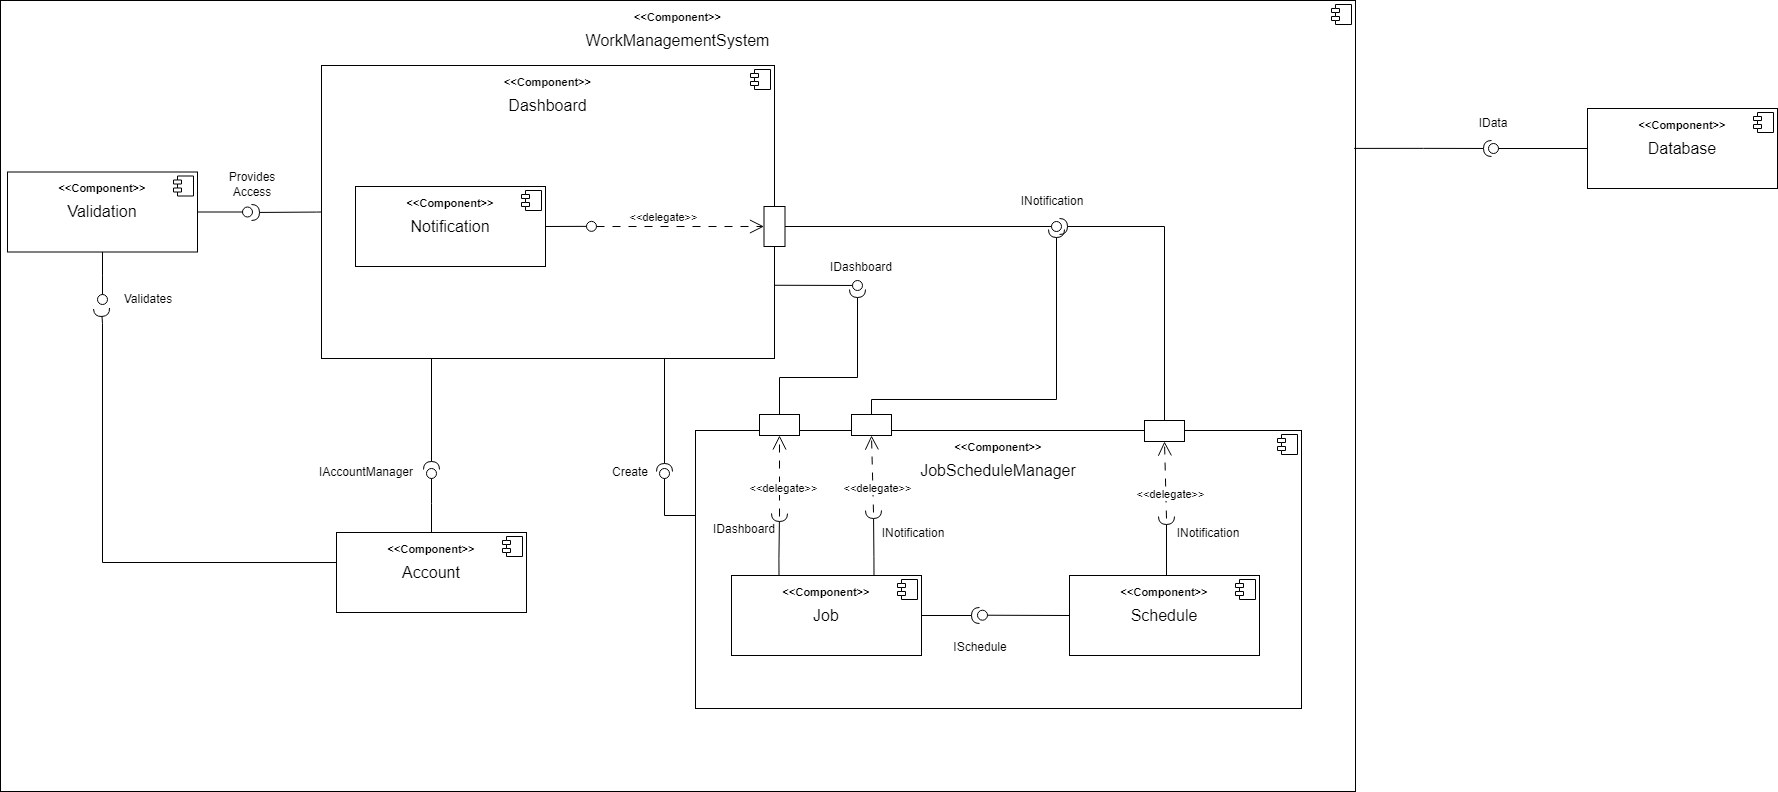 <<Component>>
WorkManagementSystem
<<Component>>
Dashboard
<<Component>>
Database
IData
<<Component>>
Validation
Provides
Access
<<Component>>
Notification
<<delegate>>
INotification
IDashboard
Validates
IAccountManager
Create
<<Component>>
JobScheduleManager
<<delegate>>
<<delegate>>
<<delegate>>
IDashboard
INotification
INotification
<<Component>>
Account
<<Component>>
Job
<<Component>>
Schedule
ISchedule